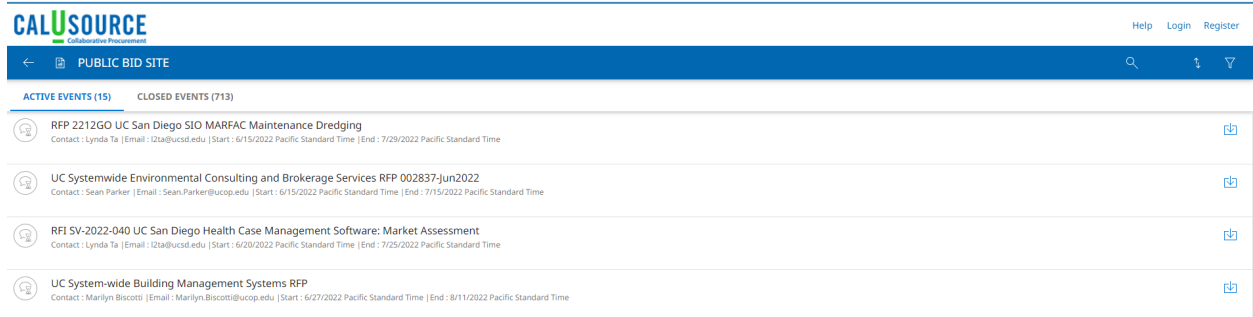 CALUSOURCE
Collaborative Procurement
Help Login Register
PUBLIC BID SITE
ACTIVE EVENTS (15) CLOSED EVENTS (713)
RFP 2212GO UC San Diego SIO MARFAC Maintenance Dredging
Contact : Lynda Ta |Email : l2ta@ucsd.edu |Start : 6/15/2022 Pacific Standard Time |End : 7/29/2022 Pacific Standard Time
UC Systemwide Environmental Consulting and Brokerage Services RFP 002837-Jun2022
Contact : Sean Parker |Email : Sean.Parker@ucop.edu |Start : 6/15/2022 Pacific Standard Time |End : 7/15/2022 Pacific Standard Time
RFI SV-2022-040 UC San Diego Health Case Management Software: Market Assessment
Contact : Lynda Ta |Email : l2ta@ucsd.edu |Start : 6/20/2022 Pacific Standard Time |End : 7/25/2022 Pacific Standard Time
UC System-wide Building Management Systems RFP
Contact : Marilyn Biscotti |Email : Marilyn.Biscotti@ucop.edu |Start : 6/27/2022 Pacific Standard Time |End : 8/11/2022 Pacific Standard Time